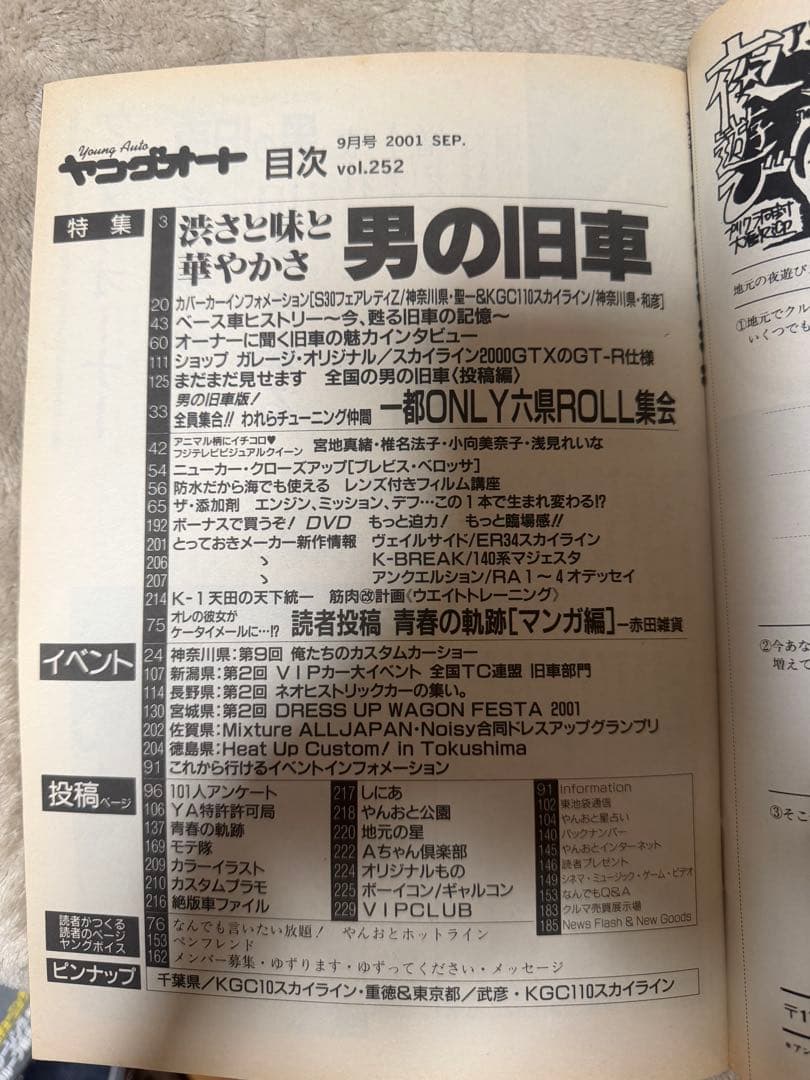 Young Auto
ヤングオート 目次
9月号 2001 SEP.
vol.252
特集
3 渋さと味と
華やかさ
男の旧車
20 カバーカーインフォメーション[S30フェアレディZ/神奈川県・聖一&KGC110スカイライン/神奈川県・和彦]
43 ベース車ヒストリー〜今、甦る旧車の記憶〜
60 オーナーに聞く旧車の魅力インタビュー
111 ショップ ガレージ・オリジナル/スカイライン2000GTXのGT-R仕様
125 まだまだ見せます 全国の男の旧車〈投稿編〉
男の旧車版!
33 全員集合!! われらチューニング仲間 一都ONLY六県ROLL集会
42 アニマル柄にイチコロ♥
フジテレビビジュアルクイーン 宮地真緒・椎名法子・小向美奈子・浅見れいな
54 ニューカー・クローズアップ[ブレビス・ベロッサ]
56 防水だから海でも使える レンズ付きフィルム講座
65 ザ・添加剤 エンジン、ミッション、デフ…この1本で生まれ変わる!?
192 ボーナスで買うぞ! DVD もっと迫力! もっと臨場感!!
201 とっておきメーカー新作情報 ヴェイルサイド/ER34スカイライン
206 〃 K-BREAK/140系マジェスタ
207 〃 アンクエルション/RA1〜4オデッセイ
214 K-1天田の天下統一 筋肉改計画《ウエイトトレーニング》
75 オレの彼女が
ケータイメールに…!? 読者投稿 青春の軌跡[マンガ編]ー赤田雑貨
イベント
24 神奈川県:第9回 俺たちのカスタムカーショー
107 新潟県:第2回 VIPカー大イベント 全国TC連盟 旧車部門
114 長野県:第2回 ネオヒストリックカーの集い。
130 宮城県:第2回 DRESS UP WAGON FESTA 2001
202 佐賀県:Mixture ALLJAPAN・Noisy合同ドレスアップグランプリ
204 徳島県:Heat Up Custom! in Tokushima
91 これから行けるイベントインフォメーション
投稿ページ
96 101人アンケート
106 YA特許許可局
137 青春の軌跡
169 モテ隊
209 カラーイラスト
210 カスタムプラモ
216 絶版車ファイル
217 しにあ
218 やんおと公園
220 地元の星
222 Aちゃん倶楽部
224 オリジナルもの
225 ボーイコン/ギャルコン
229 VIPCLUB
91 Information
102 東池袋通信
104 やんおと星占い
140 バックナンバー
145 やんおとインターネット
146 読者プレゼント
149 シネマ・ミュージック・ゲーム・ビデオ
153 なんでもQ&A
183 クルマ売買展示場
185 News Flash & New Goods
読者がつくる
読者のページ
ヤングボイス
76 なんでも言いたい放題! やんおとホットライン
153 ペンフレンド
162 メンバー募集・ゆずります・ゆずってください・メッセージ
ピンナップ
千葉県/KGC10スカイライン・重徳&東京都/武彦・KGC110スカイライン
夜遊び
地元の夜遊び
①地元でクル
いくつでも
②今あな
増えて
③そこ
〒1
*アン